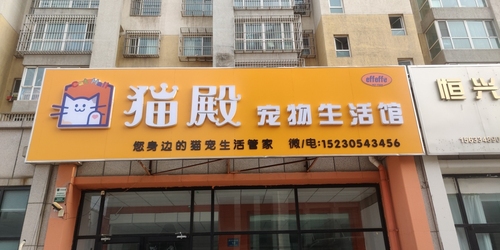 effeffe
猫殿 宠物生活馆
您身边的猫宠生活管家 微/电:15230543456
恒兴